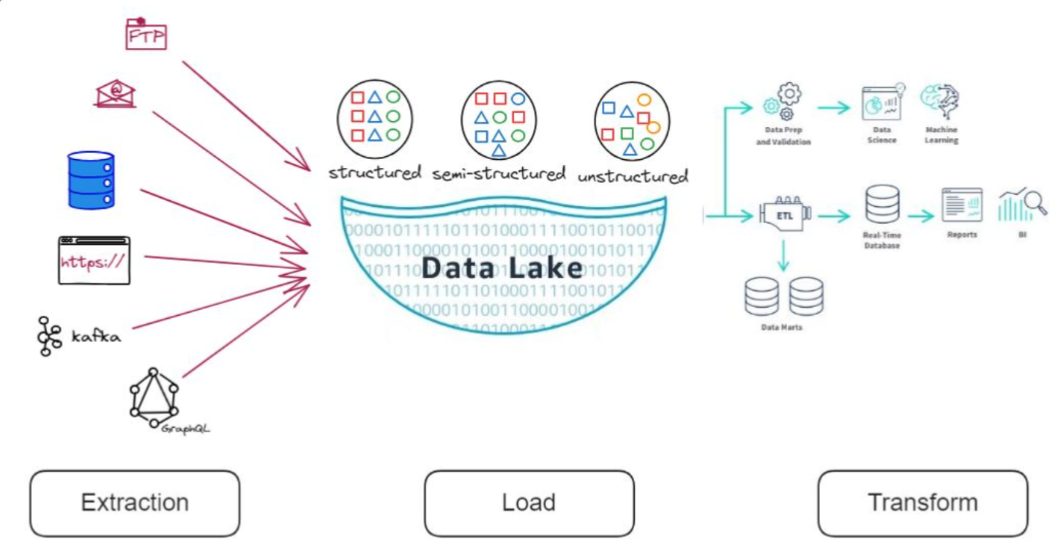 FTP
@
https://
kafka
GraphQL
structured
semi-structured
unstructured
Data Lake
Data Prep
and Validation
Data
Science
Machine
Learning
ETL
Real-Time
Database
Reports
BI
Data Marts
Extraction
Load
Transform